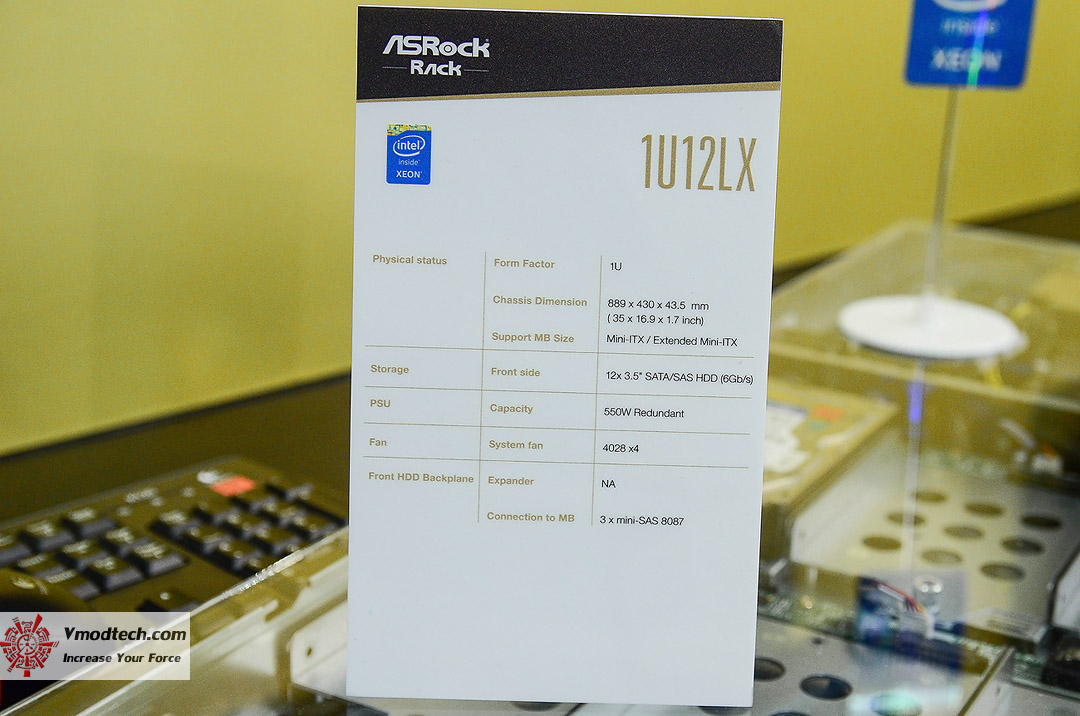 ASRock
Rack
intel
inside
XEON
1U12LX
Physical status Form Factor 1U
Chassis Dimension 889 x 430 x 43.5 mm
( 35 x 16.9 x 1.7 inch)
Support MB Size Mini-ITX / Extended Mini-ITX
Storage Front side 12x 3.5" SATA/SAS HDD (6Gb/s)
PSU Capacity 550W Redundant
Fan System fan 4028 x4
Front HDD Backplane Expander NA
Connection to MB 3 x mini-SAS 8087
inside
XEON
Vmodtech.com
Increase Your Force